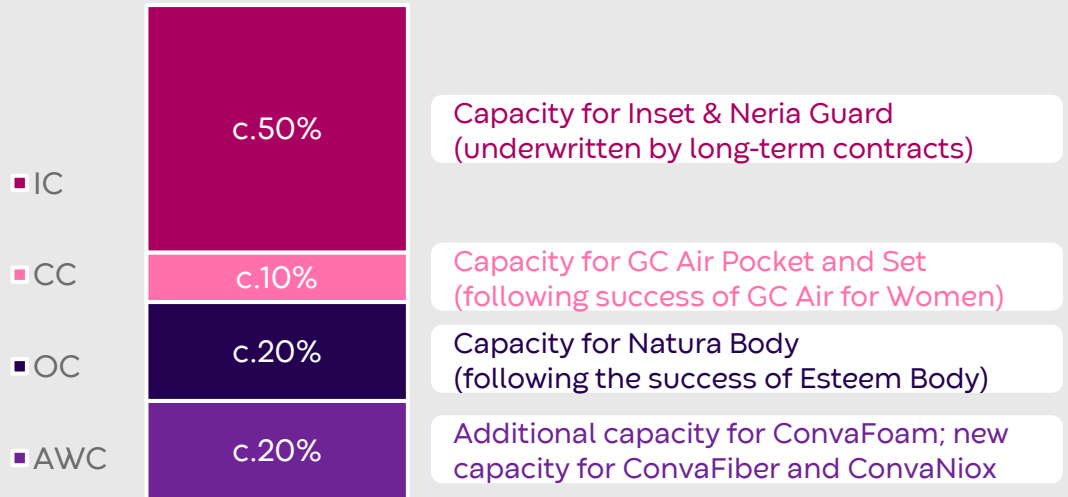 c.50%
Capacity for Inset & Neria Guard
(underwritten by long-term contracts)
IC
CC
c.10%
Capacity for GC Air Pocket and Set
(following success of GC Air for Women)
OC
c.20%
Capacity for Natura Body
(following the success of Esteem Body)
AWC
c.20%
Additional capacity for ConvaFoam; new
capacity for ConvaFiber and ConvaNiox